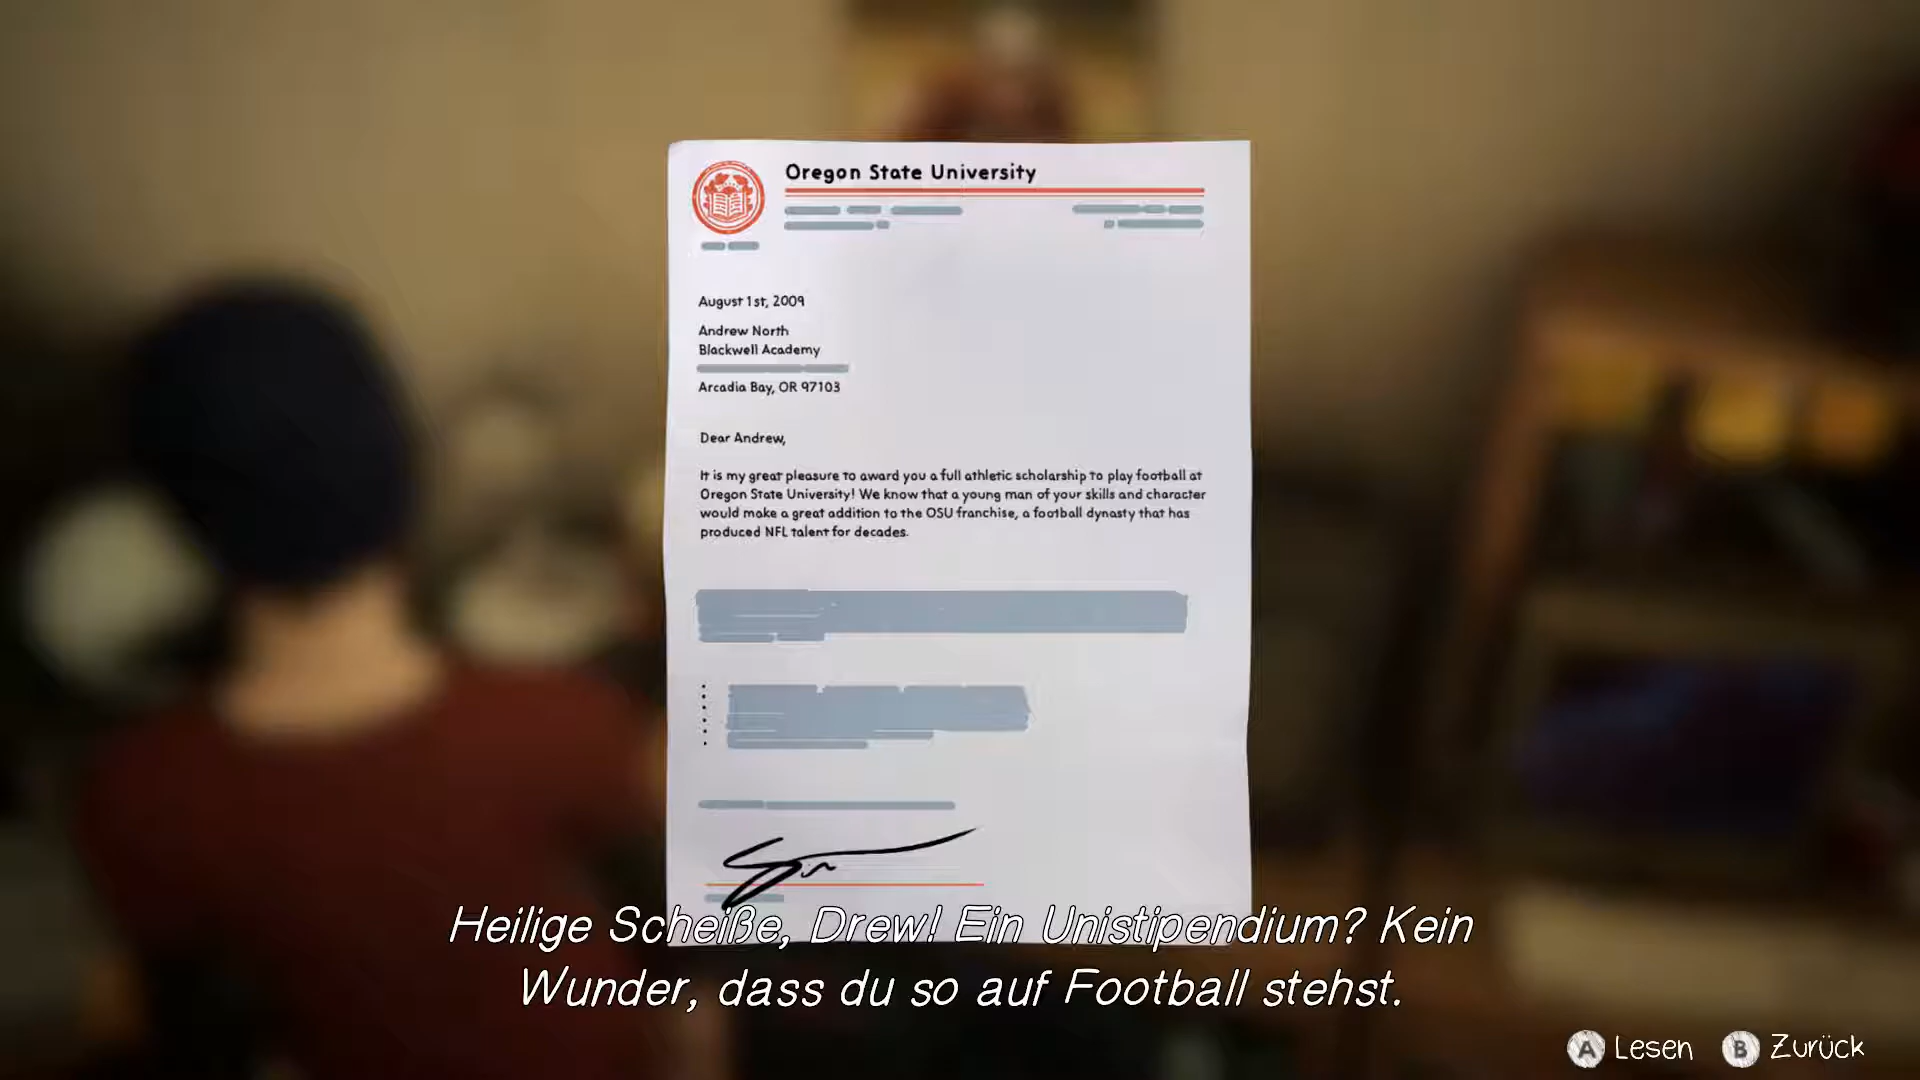 Oregon State University
August 1st, 2009
Andrew North
Blackwell Academy
Arcadia Bay, OR 97103
Dear Andrew,
It is my great pleasure to award you a full athletic scholarship to play football at
Oregon State University! We know that a young man of your skills and character
would make a great addition to the OSU franchise, a football dynasty that has
produced NFL talent for decades.
Heilige Scheiße, Drew! Ein Unistipendium? Kein
Wunder, dass du so auf Football stehst.
A Lesen B Zurück